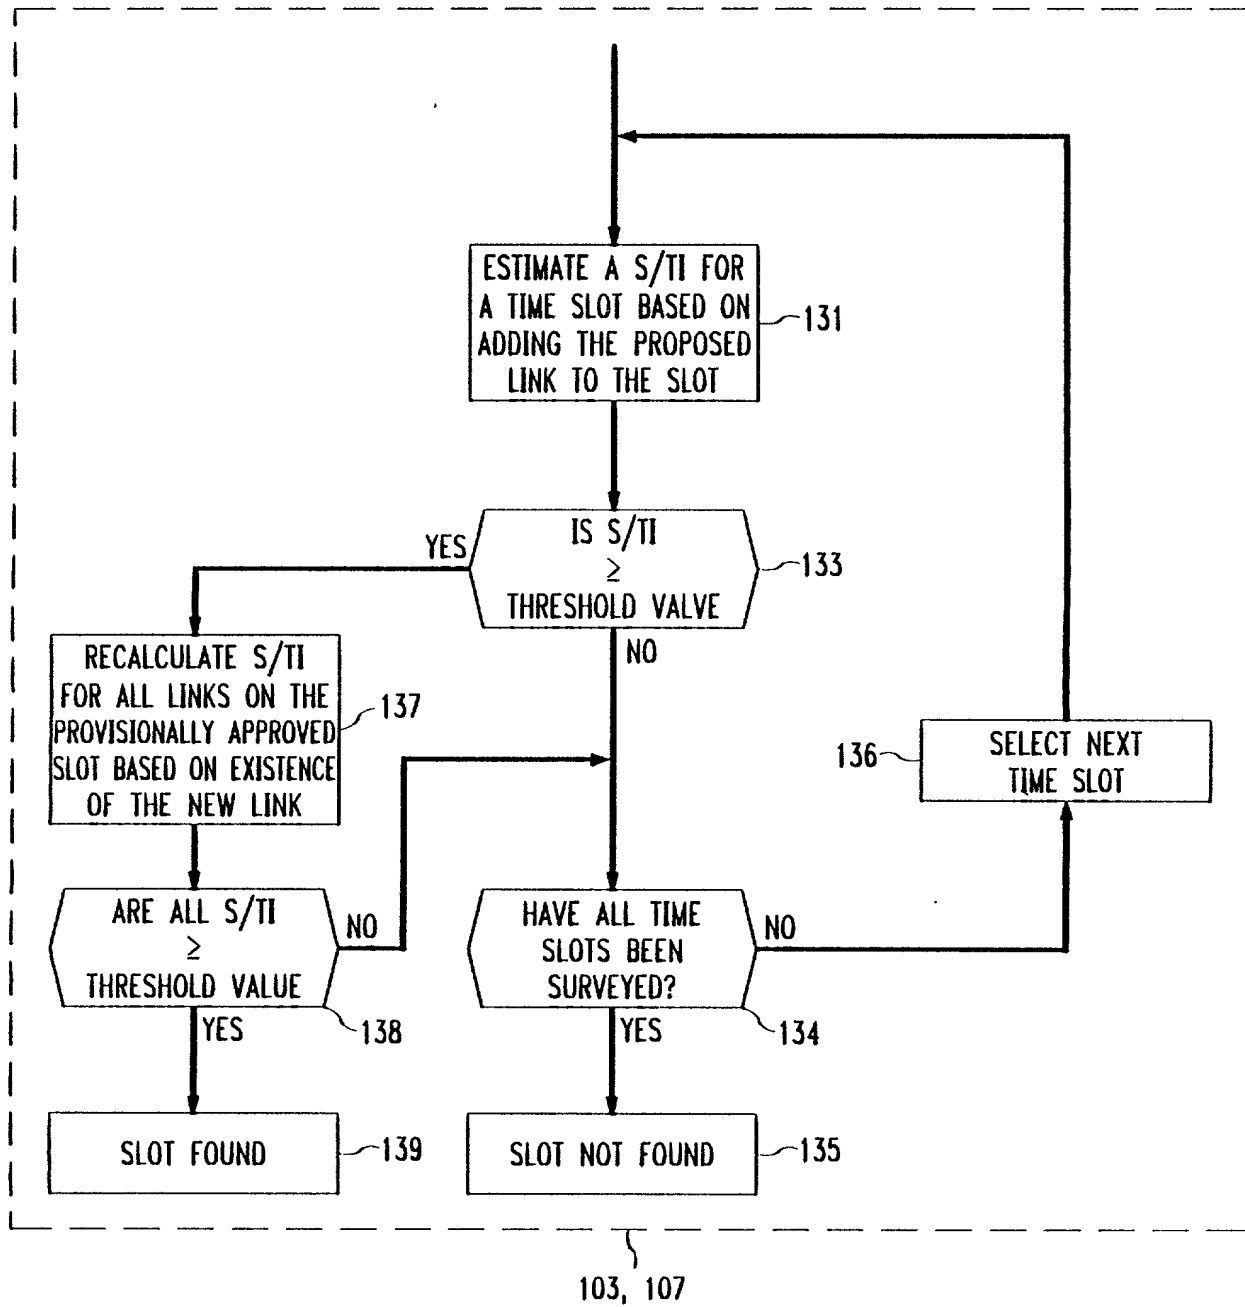 ESTIMATE A S/TI FOR
A TIME SLOT BASED ON
ADDING THE PROPOSED
LINK TO THE SLOT
131
IS S/TI
≥
THRESHOLD VALVE
133
YES
NO
RECALCULATE S/TI
FOR ALL LINKS ON THE
PROVISIONALLY APPROVED
SLOT BASED ON EXISTENCE
OF THE NEW LINK
137
SELECT NEXT
TIME SLOT
136
ARE ALL S/TI
≥
THRESHOLD VALUE
138
NO
YES
HAVE ALL TIME
SLOTS BEEN
SURVEYED?
134
NO
YES
SLOT FOUND
139
SLOT NOT FOUND
135
103, 107